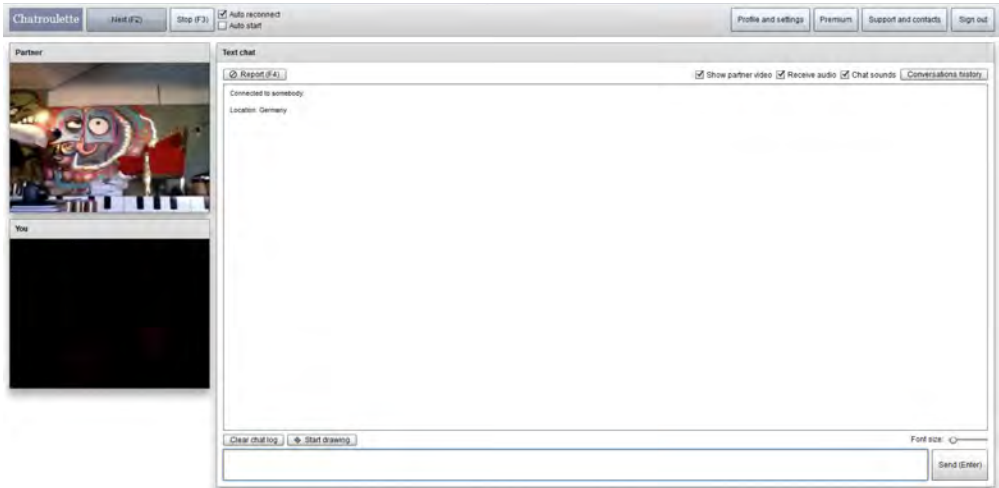 Chatroulette
Next (F2)
Stop (F3)
Auto reconnect
Auto start
Profile and settings
Premium
Support and contacts
Sign out
Partner
Text chat
Report (F4)
Show partner video
Receive audio
Chat sounds
Conversations history
Connected to somebody.
Location: Germany
You
Clear chat log
Start drawing
Font size:
Send (Enter)